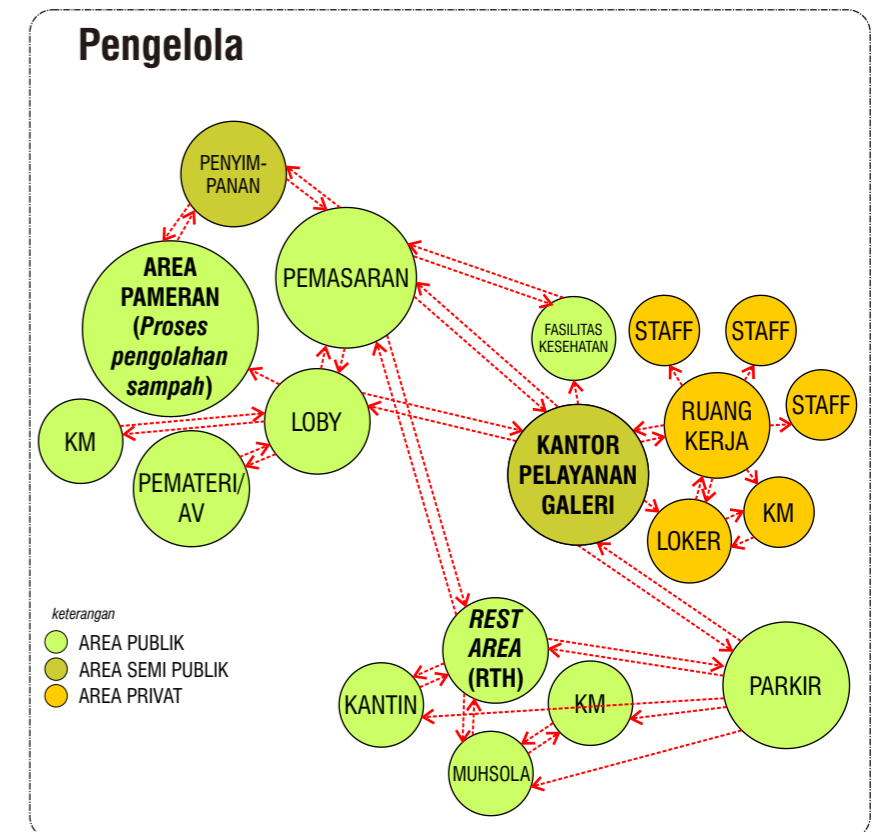 Pengelola
PENYIM-
PANAN
AREA
PAMERAN
(Proses
pengolahan
sampah)
PEMASARAN
FASILITAS
KESEHATAN
STAFF
STAFF
STAFF
RUANG
KERJA
KM
LOBY
PEMATERI/
AV
KANTOR
PELAYANAN
GALERI
LOKER
KM
keterangan
AREA PUBLIK
AREA SEMI PUBLIK
AREA PRIVAT
REST
AREA
(RTH)
KANTIN
KM
MUHSOLA
PARKIR